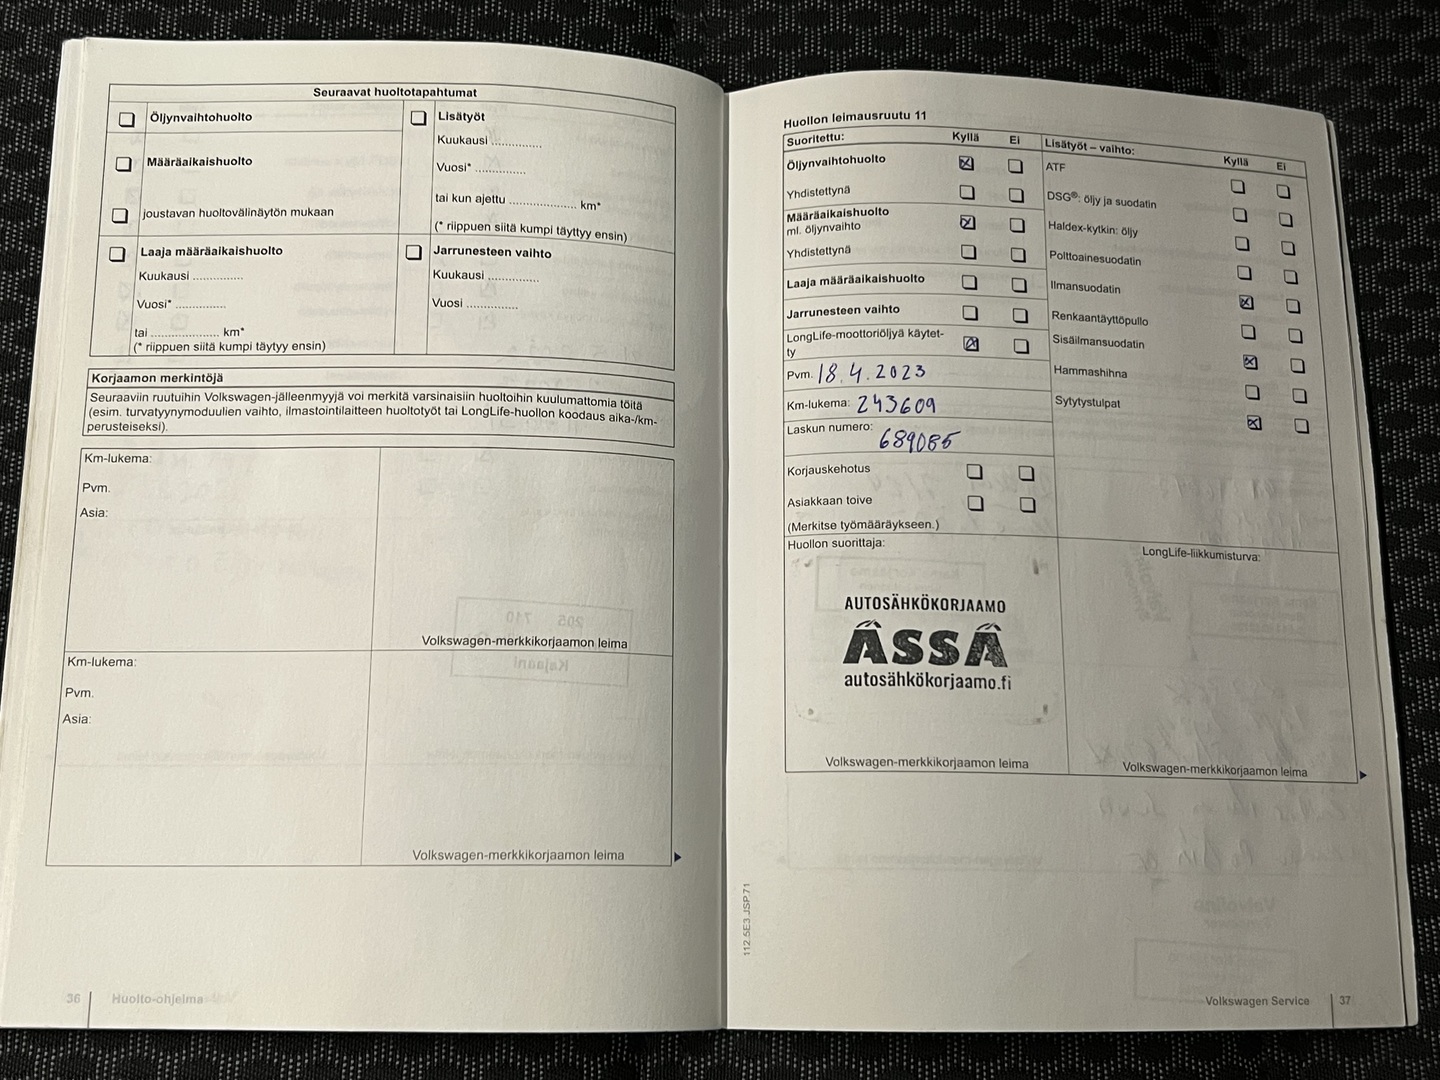 Seuraavat huoltotapahtumat
Öljynvaihtohuolto
Määräaikaishuolto
joustavan huoltovälinäytön mukaan
Laaja määräaikaishuolto
Kuukausi ..............
Vuosi* ..............
tai ................... km*
(* riippuen siitä kumpi täytyy ensin)
Lisätyöt
Kuukausi ..............
Vuosi* ..............
tai kun ajettu ................... km*
(* riippuen siitä kumpi täyttyy ensin)
Jarrunesteen vaihto
Kuukausi ..............
Vuosi ..............
Korjaamon merkintöjä
Seuraaviin ruutuihin Volkswagen-jälleenmyyjä voi merkitä varsinaisiin huoltoihin kuulumattomia töitä
(esim. turvatyynymoduulien vaihto, ilmastointilaitteen huoltotyöt tai LongLife-huollon koodaus aika-/km-
perusteiseksi).
Km-lukema:
Pvm.
Asia:
Volkswagen-merkkikorjaamon leima
Km-lukema:
Pvm.
Asia:
Volkswagen-merkkikorjaamon leima
36
Huolto-ohjelma
Huollon leimausruutu 11
Suoritettu: Kyllä Ei
Öljynvaihtohuolto
Yhdistettynä
Määräaikaishuolto
ml. öljynvaihto
Yhdistettynä
Laaja määräaikaishuolto
Jarrunesteen vaihto
LongLife-moottoriöljyä käytet-
ty
Pvm. 18.4.2023
Km-lukema: 243609
Laskun numero:
689085
Korjauskehotus
Asiakkaan toive
(Merkitse työmääräykseen.)
Lisätyöt – vaihto: Kyllä Ei
ATF
DSG®: öljy ja suodatin
Haldex-kytkin: öljy
Polttoainesuodatin
Ilmansuodatin
Renkaantäyttöpullo
Sisäilmansuodatin
Hammashihna
Sytytystulpat
Huollon suorittaja:
AUTOSÄHKÖKORJAAMO
ÄSSÄ
autosähkökorjaamo.fi
Volkswagen-merkkikorjaamon leima
LongLife-liikkumisturva:
Volkswagen-merkkikorjaamon leima
112.5E3.JSP.71
Volkswagen Service
37